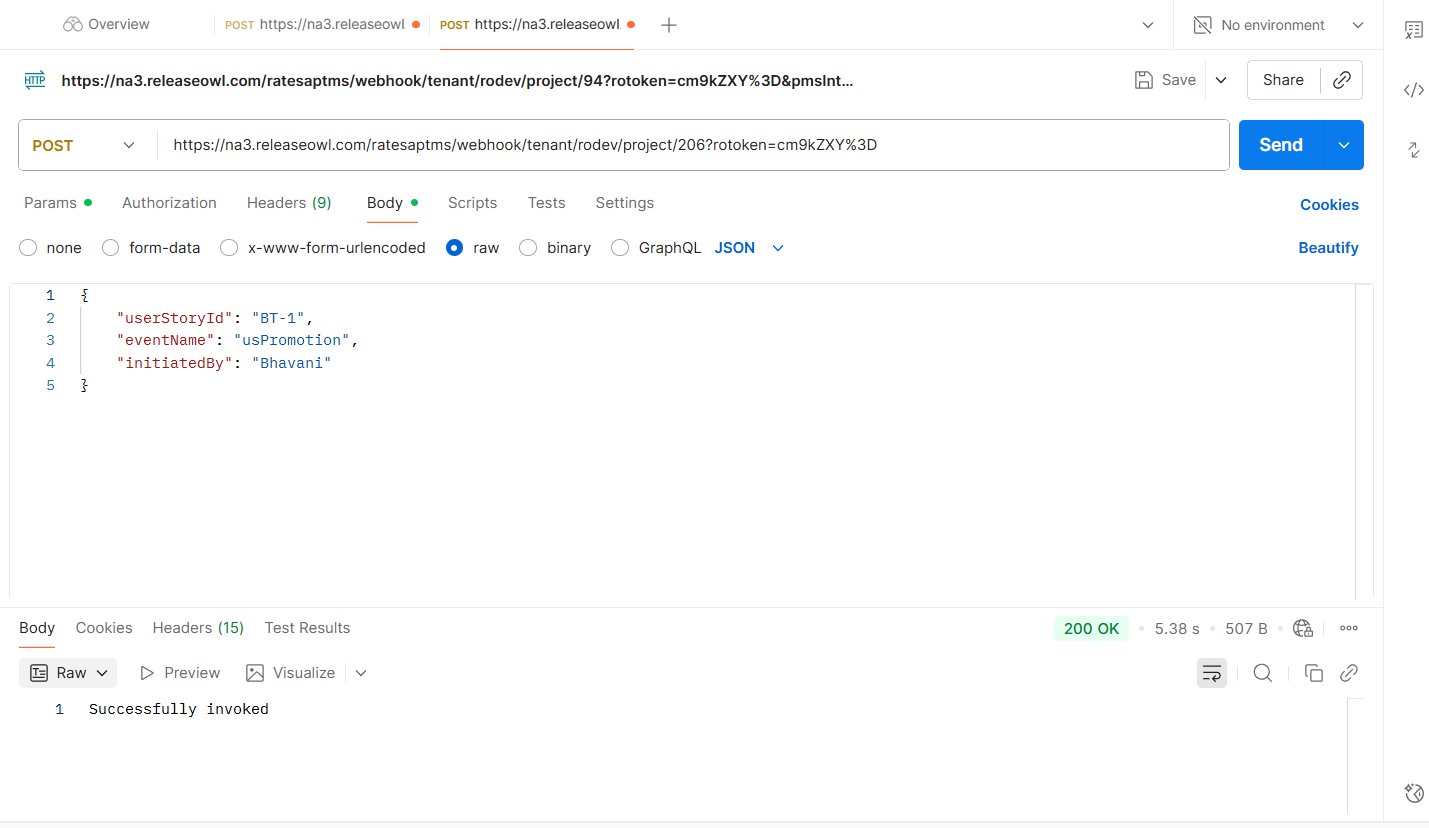 Overview
POST https://na3.releaseowl.
POST https://na3.releaseowl.
No environment
HTTP
https://na3.releaseowl.com/ratesaptms/webhook/tenant/rodev/project/94?rotoken=cm9kZXY%3D&pmsInt...
Save
Share
POST
https://na3.releaseowl.com/ratesaptms/webhook/tenant/rodev/project/206?rotoken=cm9kZXY%3D
Send
Params
Authorization
Headers (9)
Body
Scripts
Tests
Settings
Cookies
none
form-data
x-www-form-urlencoded
raw
binary
GraphQL
JSON
Beautify
1 {
2 "userStoryId": "BT-1",
3 "eventName": "usPromotion",
4 "initiatedBy": "Bhavani"
5 }
Body
Cookies
Headers (15)
Test Results
200 OK
5.38 s
507 B
Raw
Preview
Visualize
1 Successfully invoked